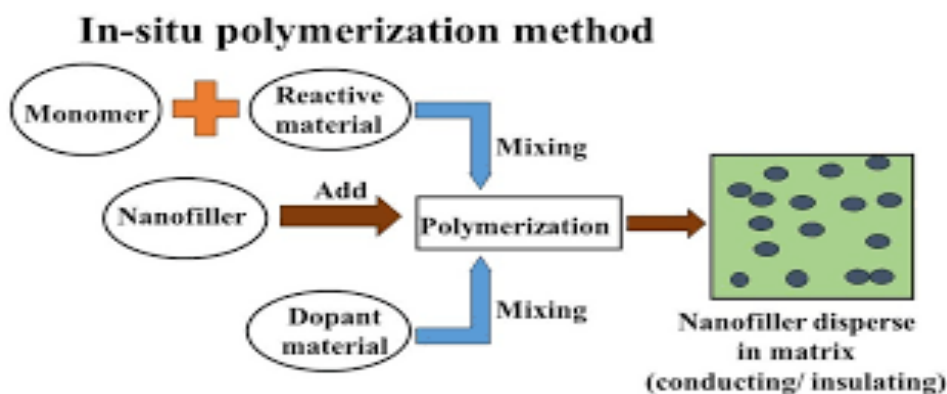 In-situ polymerization method
Monomer
Reactive
material
Mixing
Nanofiller
Add
Polymerization
Dopant
material
Mixing
Nanofiller disperse
in matrix
(conducting/ insulating)